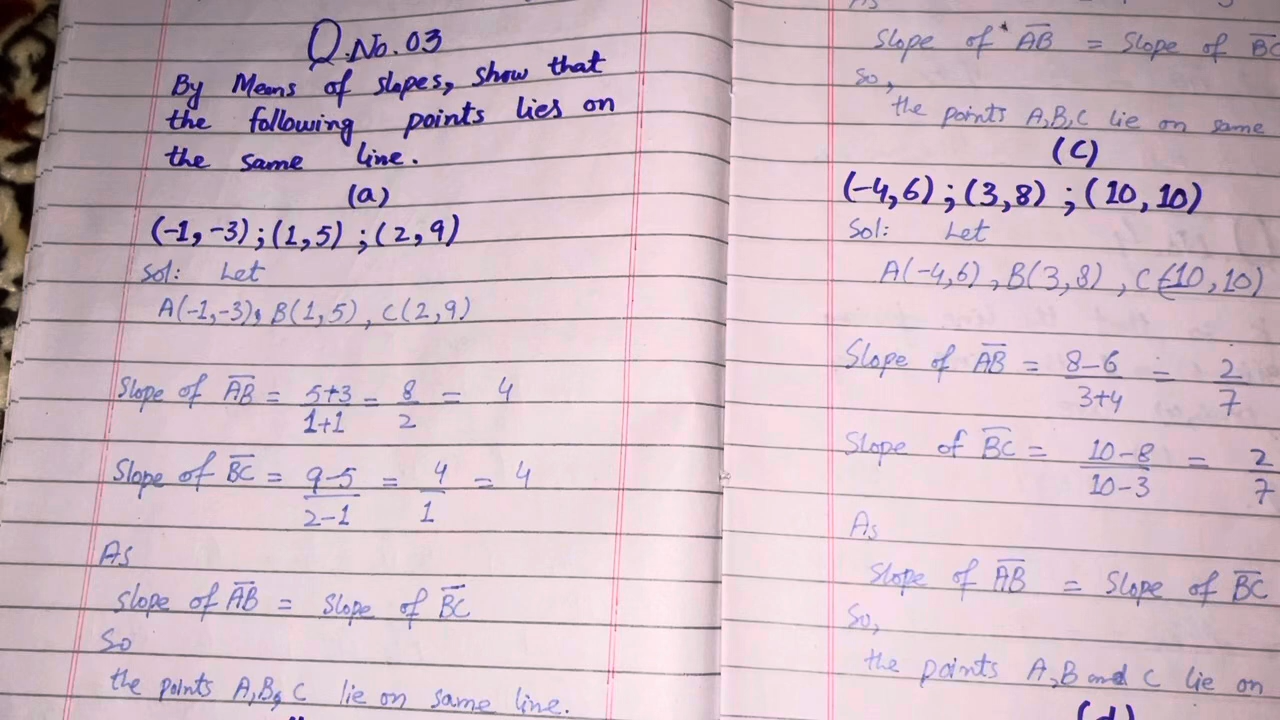 Q.No.03
By Means of slopes, show that
the following points lies on
the same line.
(a)
(-1,-3);(1,5) ;(2,9)
Sol: Let
A(-1,-3), B(1,5), C(2,9)
Slope of AB = 5+3/1+1 = 8/2 = 4
Slope of BC = 9-5/2-1 = 4/1 = 4
As
slope of AB = slope of BC
So
the points A,B,C lie on same line.
As
Slope of AB = Slope of BC
So,
the points A,B,C lie on same
(C)
(-4,6);(3,8) ;(10,10)
Sol: Let
A(-4,6), B(3,8), C(10,10)
Slope of AB = 8-6/3+4 = 2/7
Slope of BC = 10-8/10-3 = 2/7
As
Slope of AB = Slope of BC
So,
the points A,B and C lie on
(d)